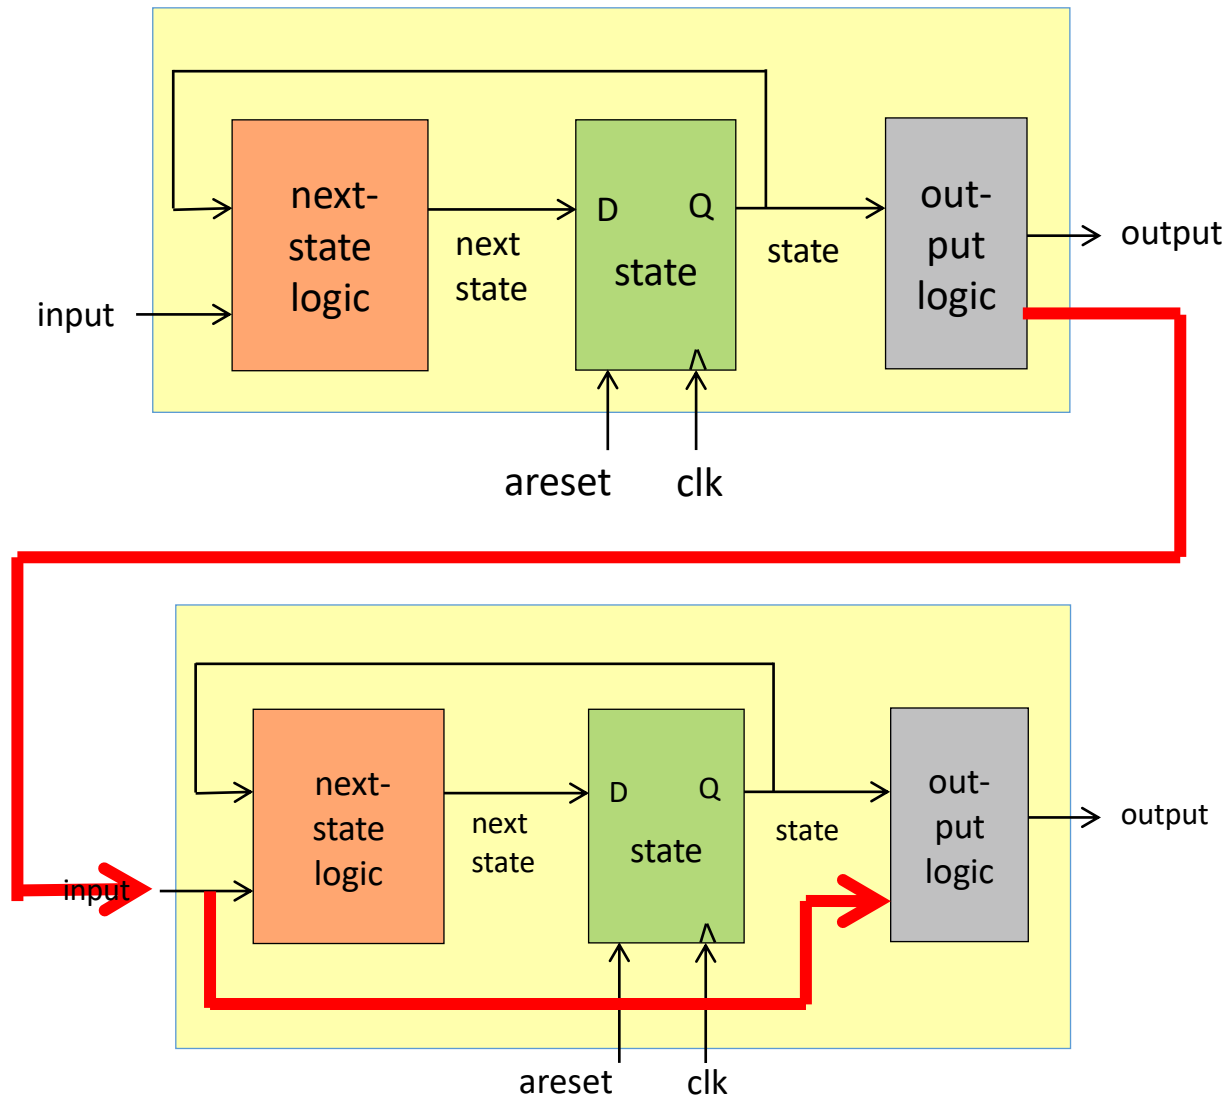 next-
state
logic
input
next
state
D
Q
state
areset
clk
state
out-
put
logic
output
next-
state
logic
input
next
state
D
Q
state
areset
clk
state
out-
put
logic
output